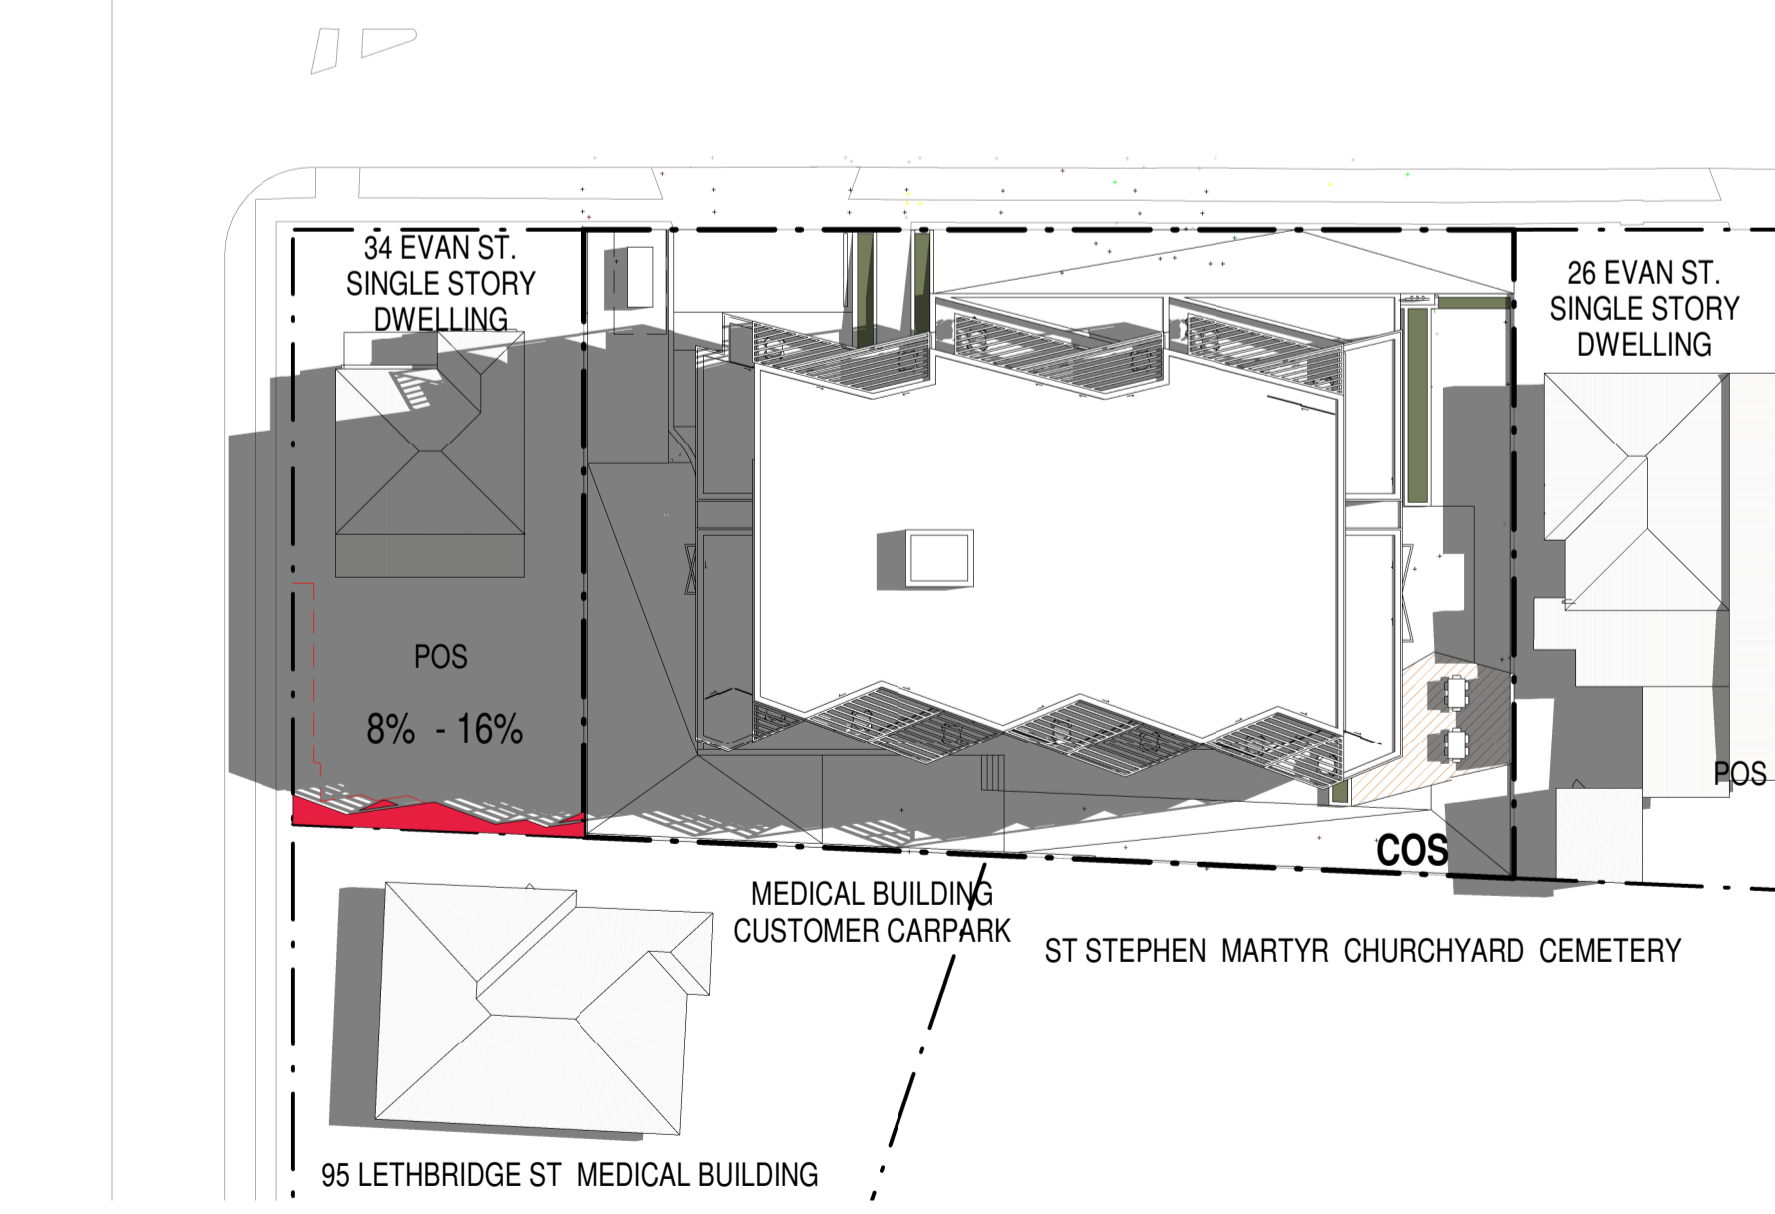 34 EVAN ST.
SINGLE STORY
DWELLING
26 EVAN ST.
SINGLE STORY
DWELLING
POS
8% - 16%
POS
COS
MEDICAL BUILDING
CUSTOMER CARPARK
ST STEPHEN MARTYR CHURCHYARD CEMETERY
95 LETHBRIDGE ST MEDICAL BUILDING